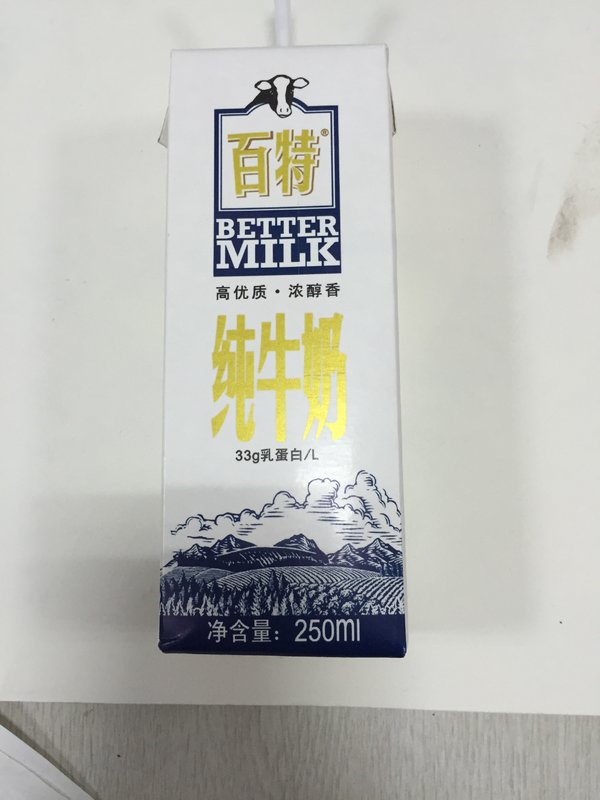 百特®
BETTER
MILK
高优质·浓醇香
纯牛奶
33g乳蛋白/L
净含量：250ml